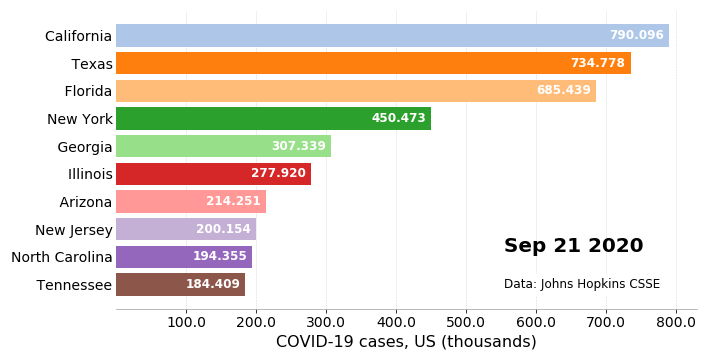 California 790.096
Texas 734.778
Florida 685.439
New York 450.473
Georgia 307.339
Illinois 277.920
Arizona 214.251
New Jersey 200.154
North Carolina 194.355
Tennessee 184.409
Sep 21 2020
Data: Johns Hopkins CSSE
100.0 200.0 300.0 400.0 500.0 600.0 700.0 800.0
COVID-19 cases, US (thousands)